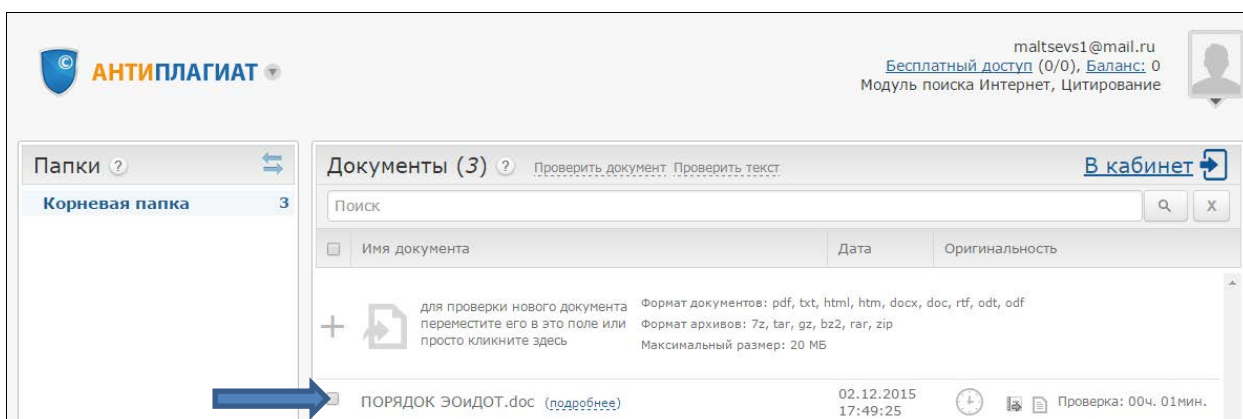 maltsevs1@mail.ru
© АНТИПЛАГИАТ
Бесплатный доступ (0/0), Баланс: 0
Модуль поиска Интернет, Цитирование
Папки ?
Документы (3) ? Проверить документ Проверить текст
В кабинет
Корневая папка 3
Поиск
X
Имя документа Дата Оригинальность
для проверки нового документа
переместите его в это поле или
просто кликните здесь
Формат документов: pdf, txt, html, htm, docx, doc, rtf, odt, odf
Формат архивов: 7z, tar, gz, bz2, rar, zip
Максимальный размер: 20 МБ
ПОРЯДОК ЭОиДОТ.doc (подробнее)
02.12.2015
17:49:25
Проверка: 00ч. 01мин.